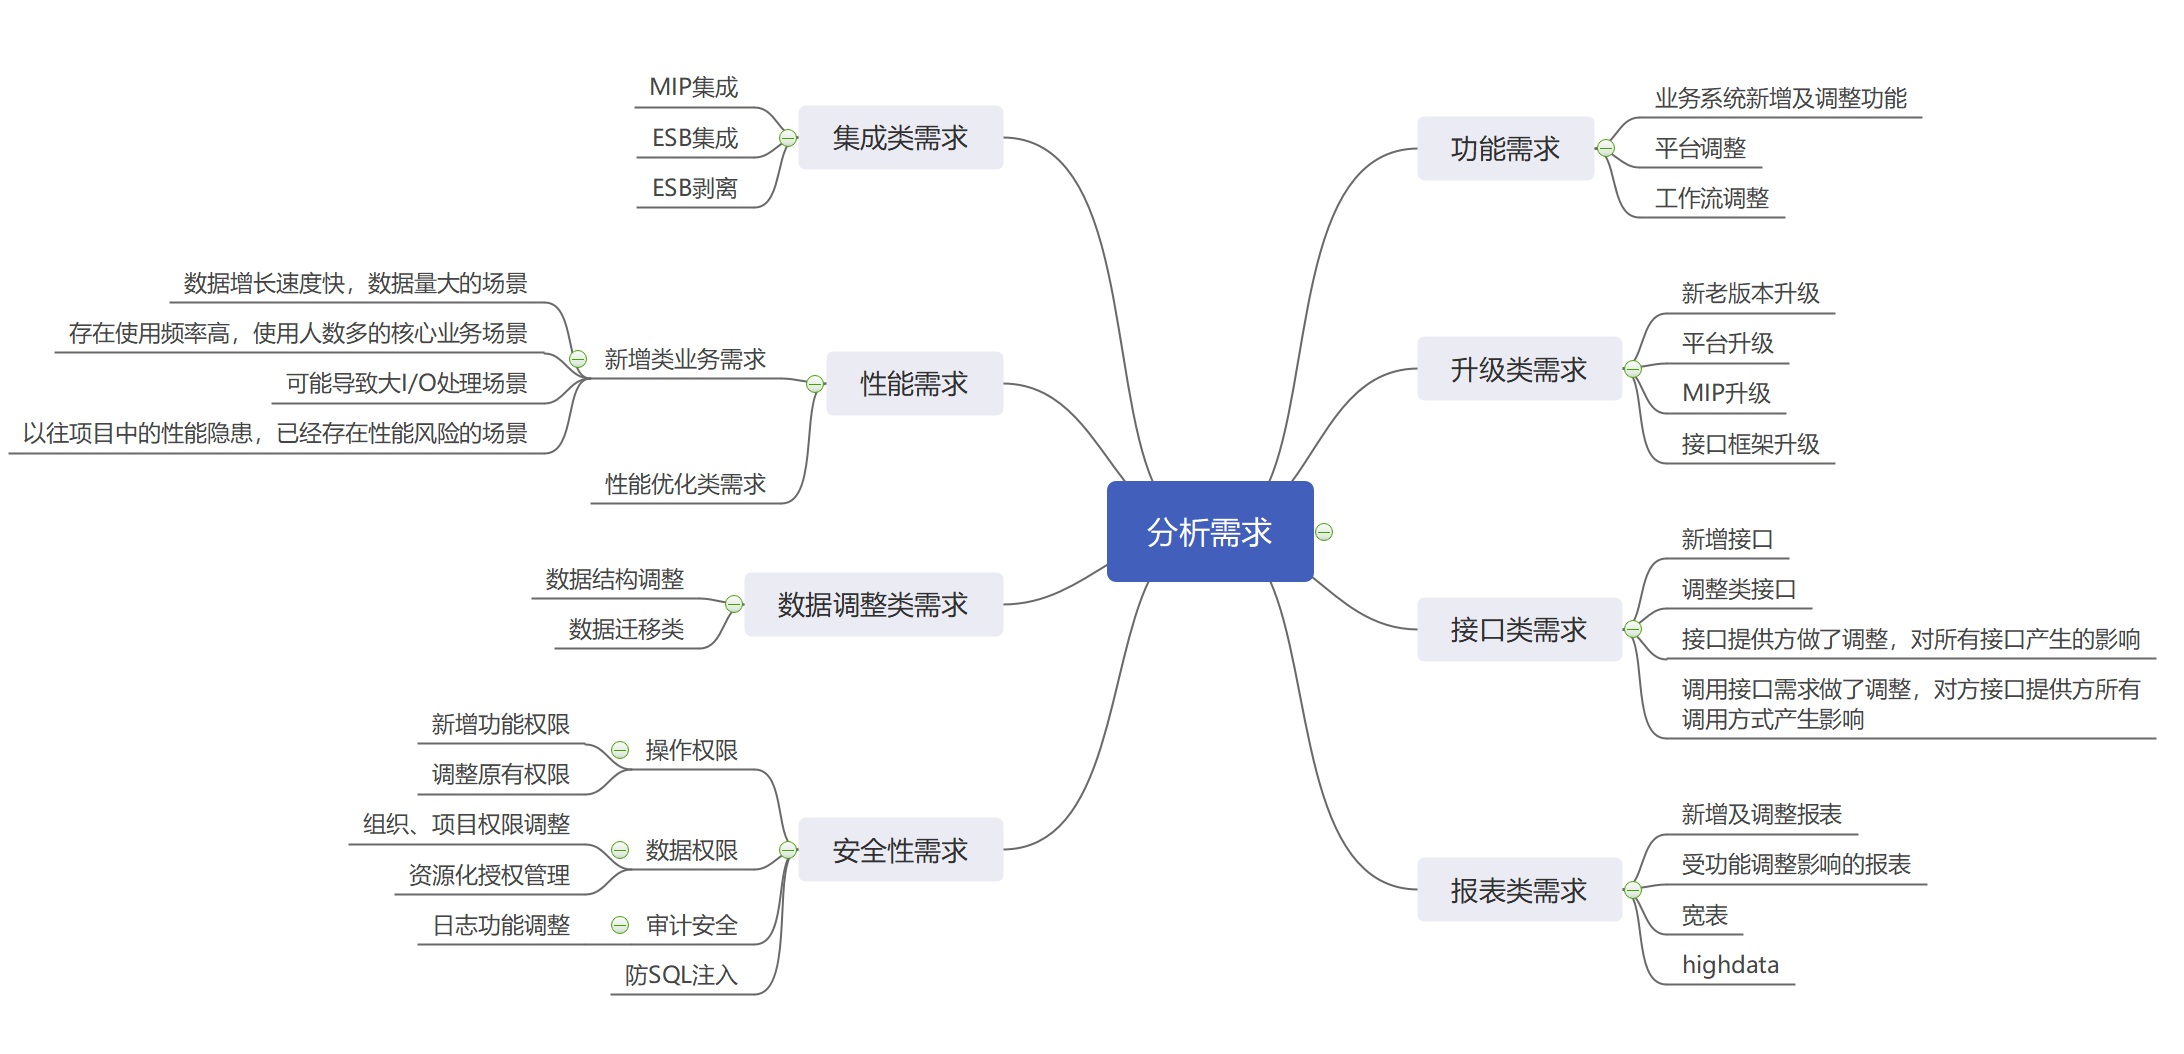 分析需求
功能需求
业务系统新增及调整功能
平台调整
工作流调整
升级类需求
新老版本升级
平台升级
MIP升级
接口框架升级
接口类需求
新增接口
调整类接口
接口提供方做了调整，对所有接口产生的影响
调用接口需求做了调整，对方接口提供方所有
调用方式产生影响
报表类需求
新增及调整报表
受功能调整影响的报表
宽表
highdata
集成类需求
MIP集成
ESB集成
ESB剥离
性能需求
新增类业务需求
数据增长速度快，数据量大的场景
存在使用频率高，使用人数多的核心业务场景
可能导致大I/O处理场景
以往项目中的性能隐患，已经存在性能风险的场景
性能优化类需求
数据调整类需求
数据结构调整
数据迁移类
安全性需求
操作权限
新增功能权限
调整原有权限
数据权限
组织、项目权限调整
资源化授权管理
审计安全
日志功能调整
防SQL注入